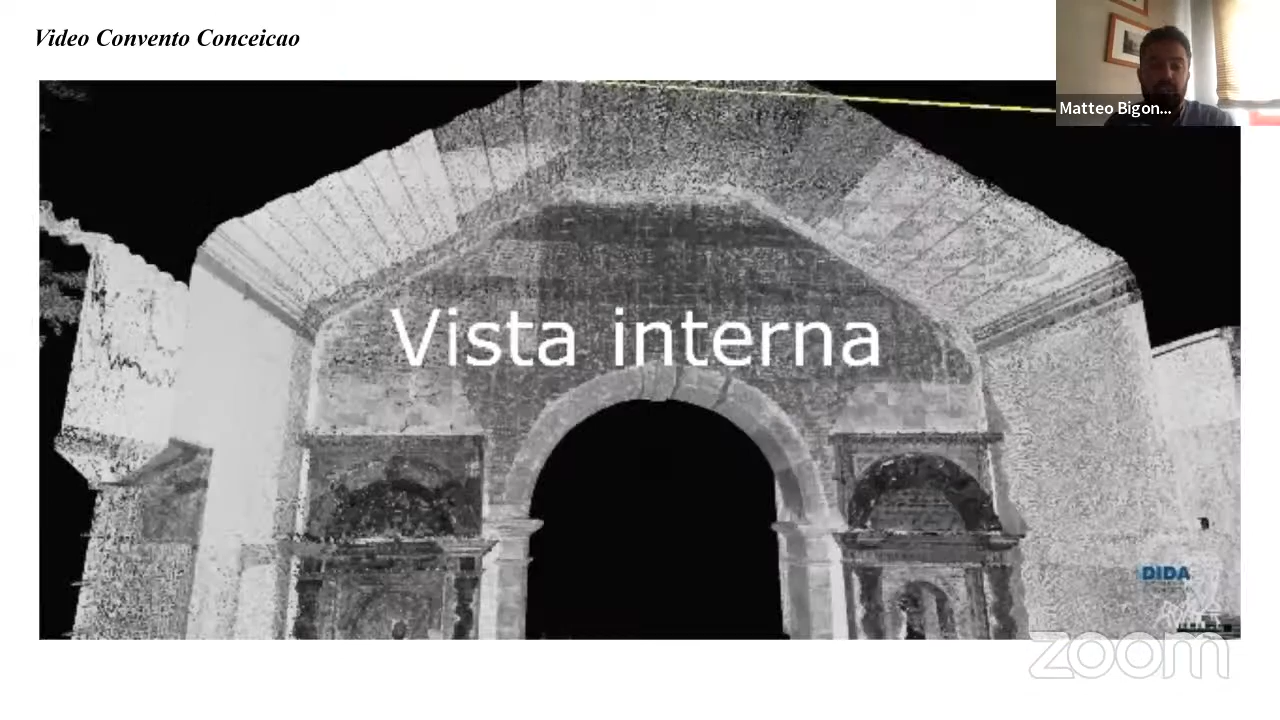 Video Convento Conceicao
Matteo Bigon...
Vista interna
DIDA
zoom